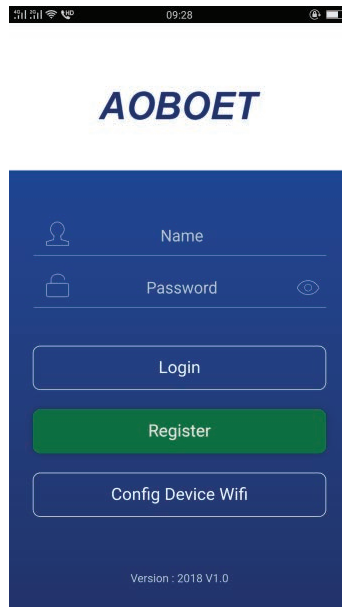 09:28
AOBOET
Name
Password
Login
Register
Config Device Wifi
Version : 2018 V1.0